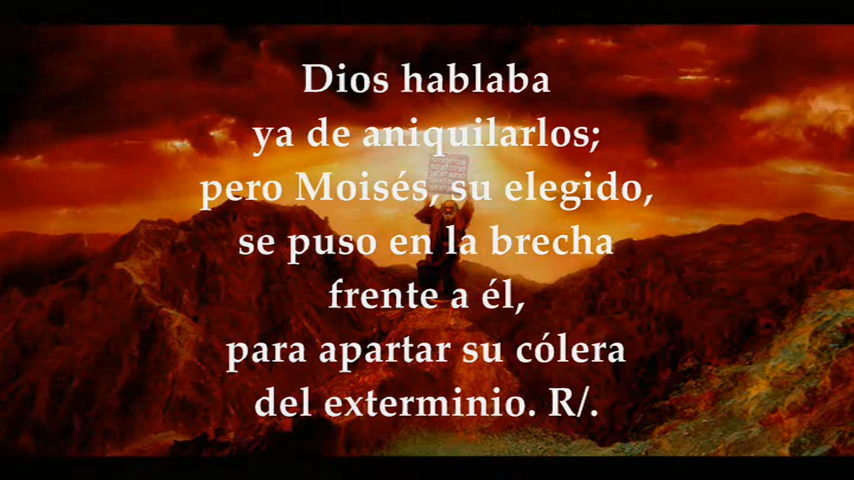 Dios hablaba
ya de aniquilarlos;
pero Moisés, su elegido,
se puso en la brecha
frente a él,
para apartar su cólera
del exterminio. R/.